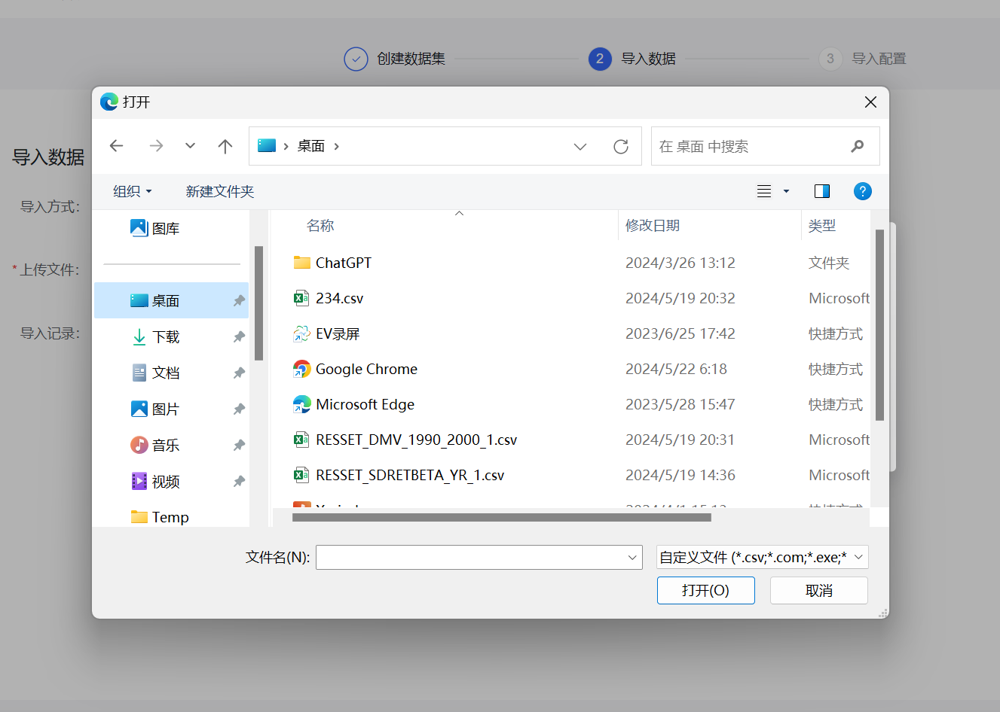 创建数据集
2 导入数据
3 导入配置
打开
导入数据
桌面
在 桌面 中搜索
组织
新建文件夹
导入方式:
*上传文件:
导入记录:
图库
桌面
下载
文档
图片
音乐
视频
Temp
名称 修改日期 类型
ChatGPT 2024/3/26 13:12 文件夹
234.csv 2024/5/19 20:32 Microsoft
EV录屏 2023/6/25 17:42 快捷方式
Google Chrome 2024/5/22 6:18 快捷方式
Microsoft Edge 2023/5/28 15:47 快捷方式
RESSET_DMV_1990_2000_1.csv 2024/5/19 20:31 Microsoft
RESSET_SDRETBETA_YR_1.csv 2024/5/19 14:36 Microsoft
文件名(N):
自定义文件 (*.csv;*.com;*.exe;*
打开(O)
取消